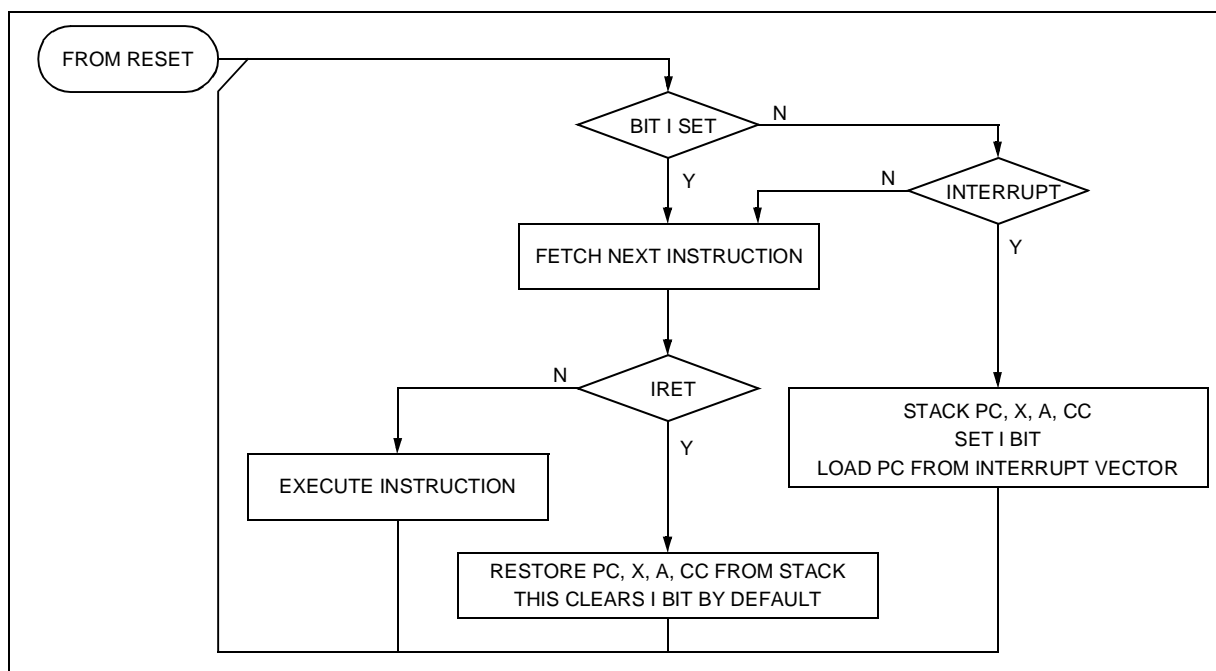 FROM RESET
BIT I SET
N
Y
N
INTERRUPT
Y
FETCH NEXT INSTRUCTION
N
IRET
Y
STACK PC, X, A, CC
SET I BIT
LOAD PC FROM INTERRUPT VECTOR
EXECUTE INSTRUCTION
RESTORE PC, X, A, CC FROM STACK
THIS CLEARS I BIT BY DEFAULT